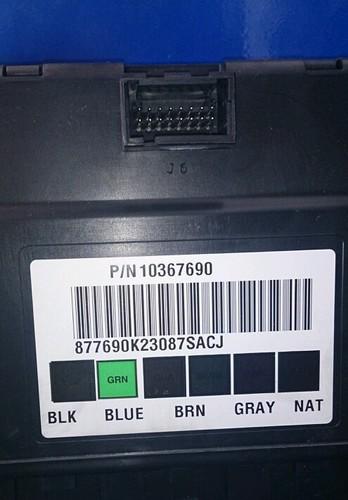 J6
P/N 10367690
877690K23087SACJ
GRN
BLK BLUE BRN GRAY NAT